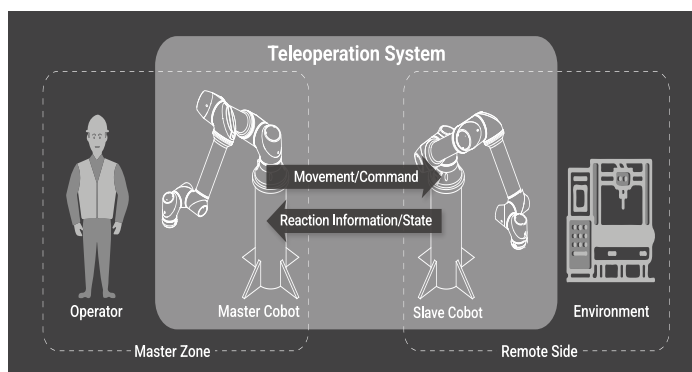 Teleoperation System
Movement/Command
Reaction Information/State
Operator
Master Cobot
Slave Cobot
Environment
Master Zone
Remote Side